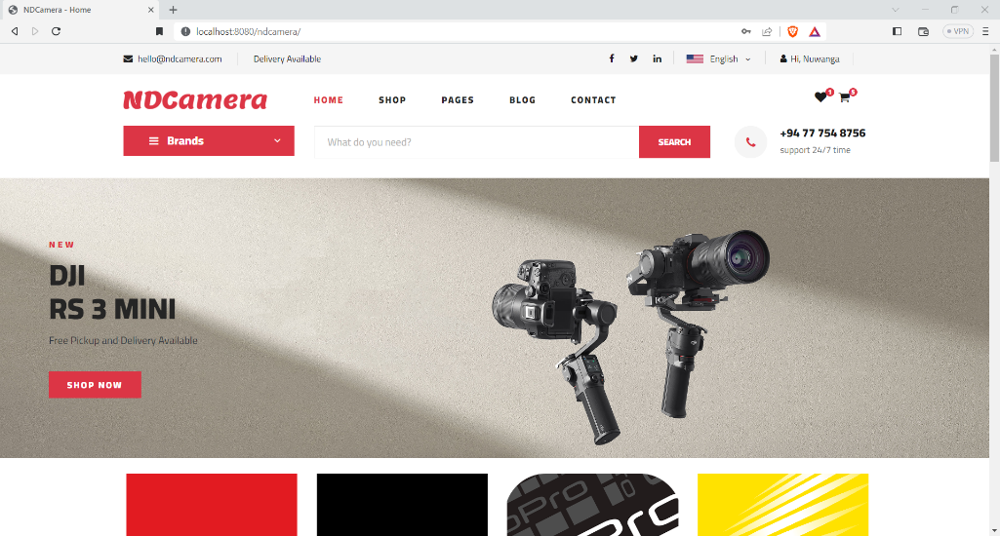 NDCamera - Home
localhost:8080/ndcamera/
VPN
hello@ndcamera.com
Delivery Available
English
Hi, Nuwanga
NDCamera
HOME
SHOP
PAGES
BLOG
CONTACT
1
5
Brands
What do you need?
SEARCH
+94 77 754 8756
support 24/7 time
NEW
DJI
RS 3 MINI
Free Pickup and Delivery Available
SHOP NOW